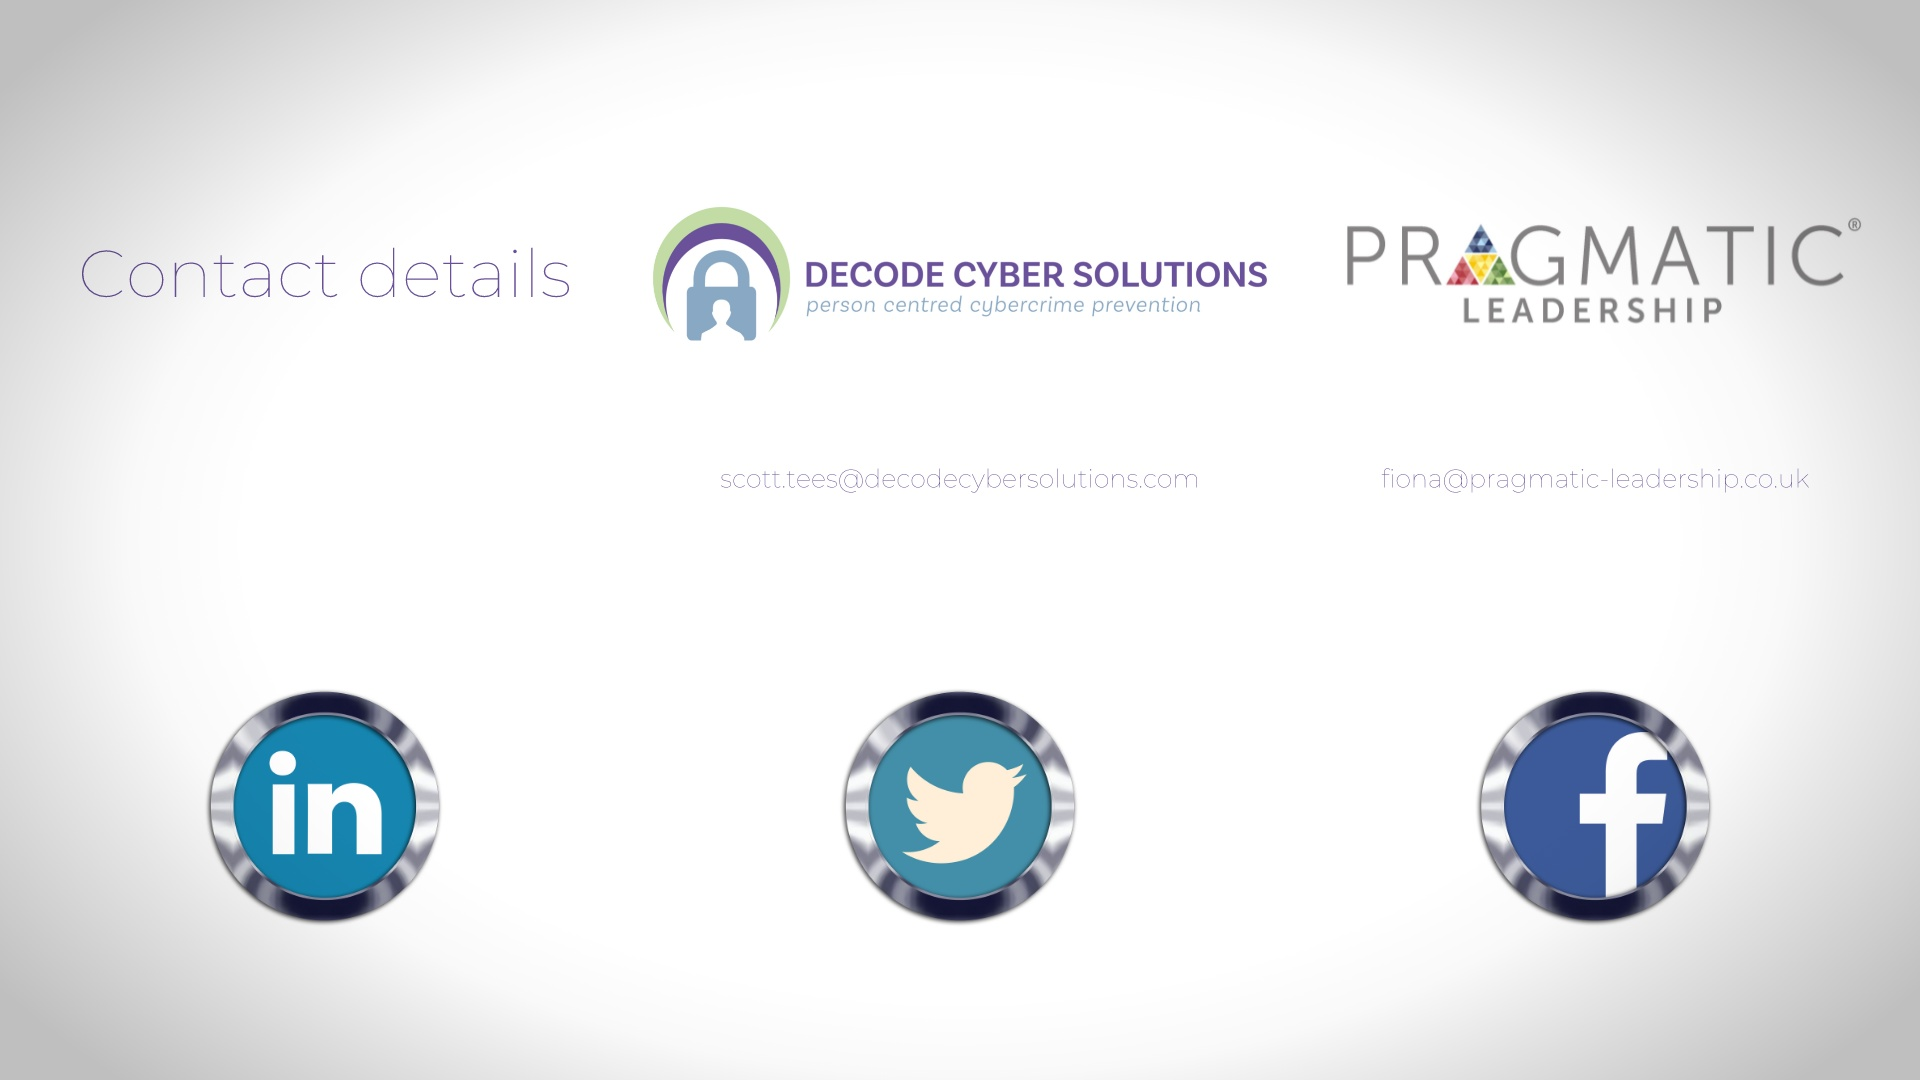 Contact details
DECODE CYBER SOLUTIONS
person centred cybercrime prevention
PRAGMATIC®
LEADERSHIP
scott.tees@decodecybersolutions.com
fiona@pragmatic-leadership.co.uk
in
f